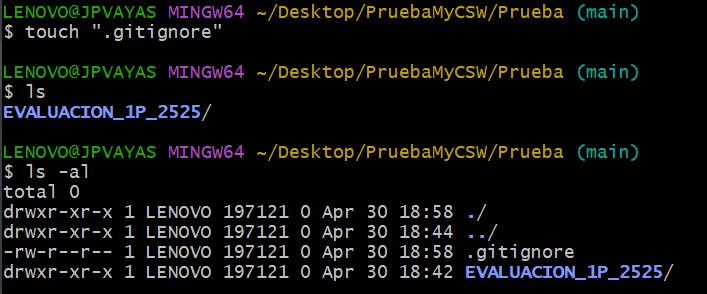 LENOVO@JPVAYAS MINGW64 ~/Desktop/PruebaMyCSW/Prueba (main)
$ touch ".gitignore"
LENOVO@JPVAYAS MINGW64 ~/Desktop/PruebaMyCSW/Prueba (main)
$ ls
EVALUACION_1P_2525/
LENOVO@JPVAYAS MINGW64 ~/Desktop/PruebaMyCSW/Prueba (main)
$ ls -al
total 0
drwxr-xr-x 1 LENOVO 197121 0 Apr 30 18:58 ./
drwxr-xr-x 1 LENOVO 197121 0 Apr 30 18:44 ../
-rw-r--r-- 1 LENOVO 197121 0 Apr 30 18:58 .gitignore
drwxr-xr-x 1 LENOVO 197121 0 Apr 30 18:42 EVALUACION_1P_2525/